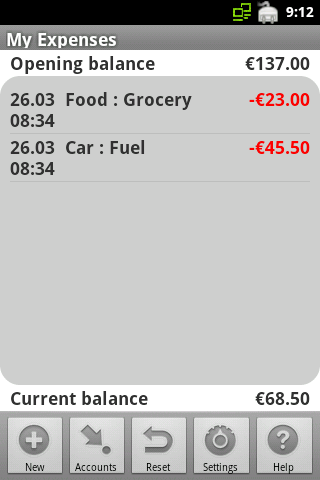 9:12
My Expenses
Opening balance €137.00
26.03 Food : Grocery -€23.00
08:34
26.03 Car : Fuel -€45.50
08:34
Current balance €68.50
New Accounts Reset Settings Help